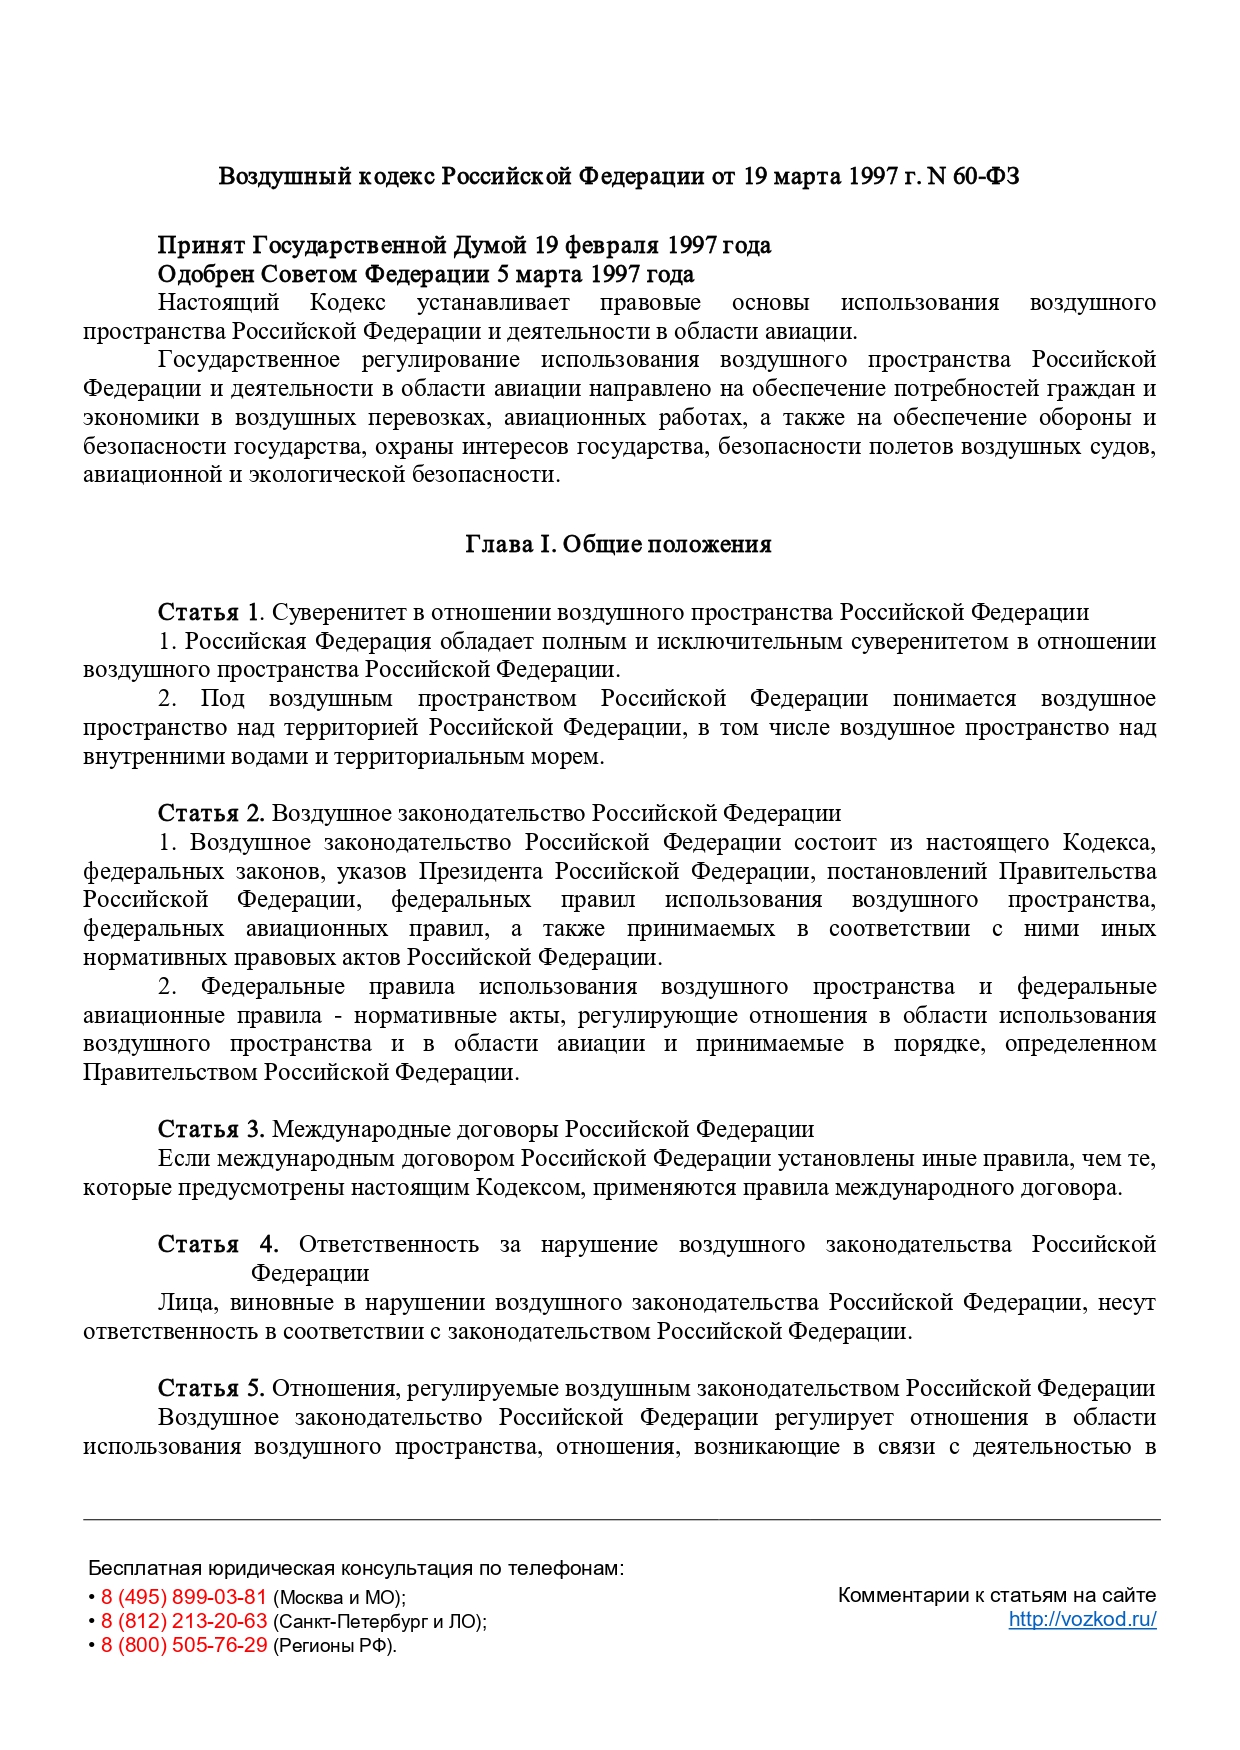 Воздушный кодекс Российской Федерации от 19 марта 1997 г. N 60-ФЗ
Принят Государственной Думой 19 февраля 1997 года
Одобрен Советом Федерации 5 марта 1997 года
Настоящий Кодекс устанавливает правовые основы использования воздушного
пространства Российской Федерации и деятельности в области авиации.
Государственное регулирование использования воздушного пространства Российской
Федерации и деятельности в области авиации направлено на обеспечение потребностей граждан и
экономики в воздушных перевозках, авиационных работах, а также на обеспечение обороны и
безопасности государства, охраны интересов государства, безопасности полетов воздушных судов,
авиационной и экологической безопасности.
Глава I. Общие положения
Статья 1. Суверенитет в отношении воздушного пространства Российской Федерации
1. Российская Федерация обладает полным и исключительным суверенитетом в отношении
воздушного пространства Российской Федерации.
2. Под воздушным пространством Российской Федерации понимается воздушное
пространство над территорией Российской Федерации, в том числе воздушное пространство над
внутренними водами и территориальным морем.
Статья 2. Воздушное законодательство Российской Федерации
1. Воздушное законодательство Российской Федерации состоит из настоящего Кодекса,
федеральных законов, указов Президента Российской Федерации, постановлений Правительства
Российской Федерации, федеральных правил использования воздушного пространства,
федеральных авиационных правил, а также принимаемых в соответствии с ними иных
нормативных правовых актов Российской Федерации.
2. Федеральные правила использования воздушного пространства и федеральные
авиационные правила - нормативные акты, регулирующие отношения в области использования
воздушного пространства и в области авиации и принимаемые в порядке, определенном
Правительством Российской Федерации.
Статья 3. Международные договоры Российской Федерации
Если международным договором Российской Федерации установлены иные правила, чем те,
которые предусмотрены настоящим Кодексом, применяются правила международного договора.
Статья 4. Ответственность за нарушение воздушного законодательства Российской
Федерации
Лица, виновные в нарушении воздушного законодательства Российской Федерации, несут
ответственность в соответствии с законодательством Российской Федерации.
Статья 5. Отношения, регулируемые воздушным законодательством Российской Федерации
Воздушное законодательство Российской Федерации регулирует отношения в области
использования воздушного пространства, отношения, возникающие в связи с деятельностью в
Бесплатная юридическая консультация по телефонам:
• 8 (495) 899-03-81 (Москва и МО);
• 8 (812) 213-20-63 (Санкт-Петербург и ЛО);
• 8 (800) 505-76-29 (Регионы РФ).
Комментарии к статьям на сайте
http://vozkod.ru/